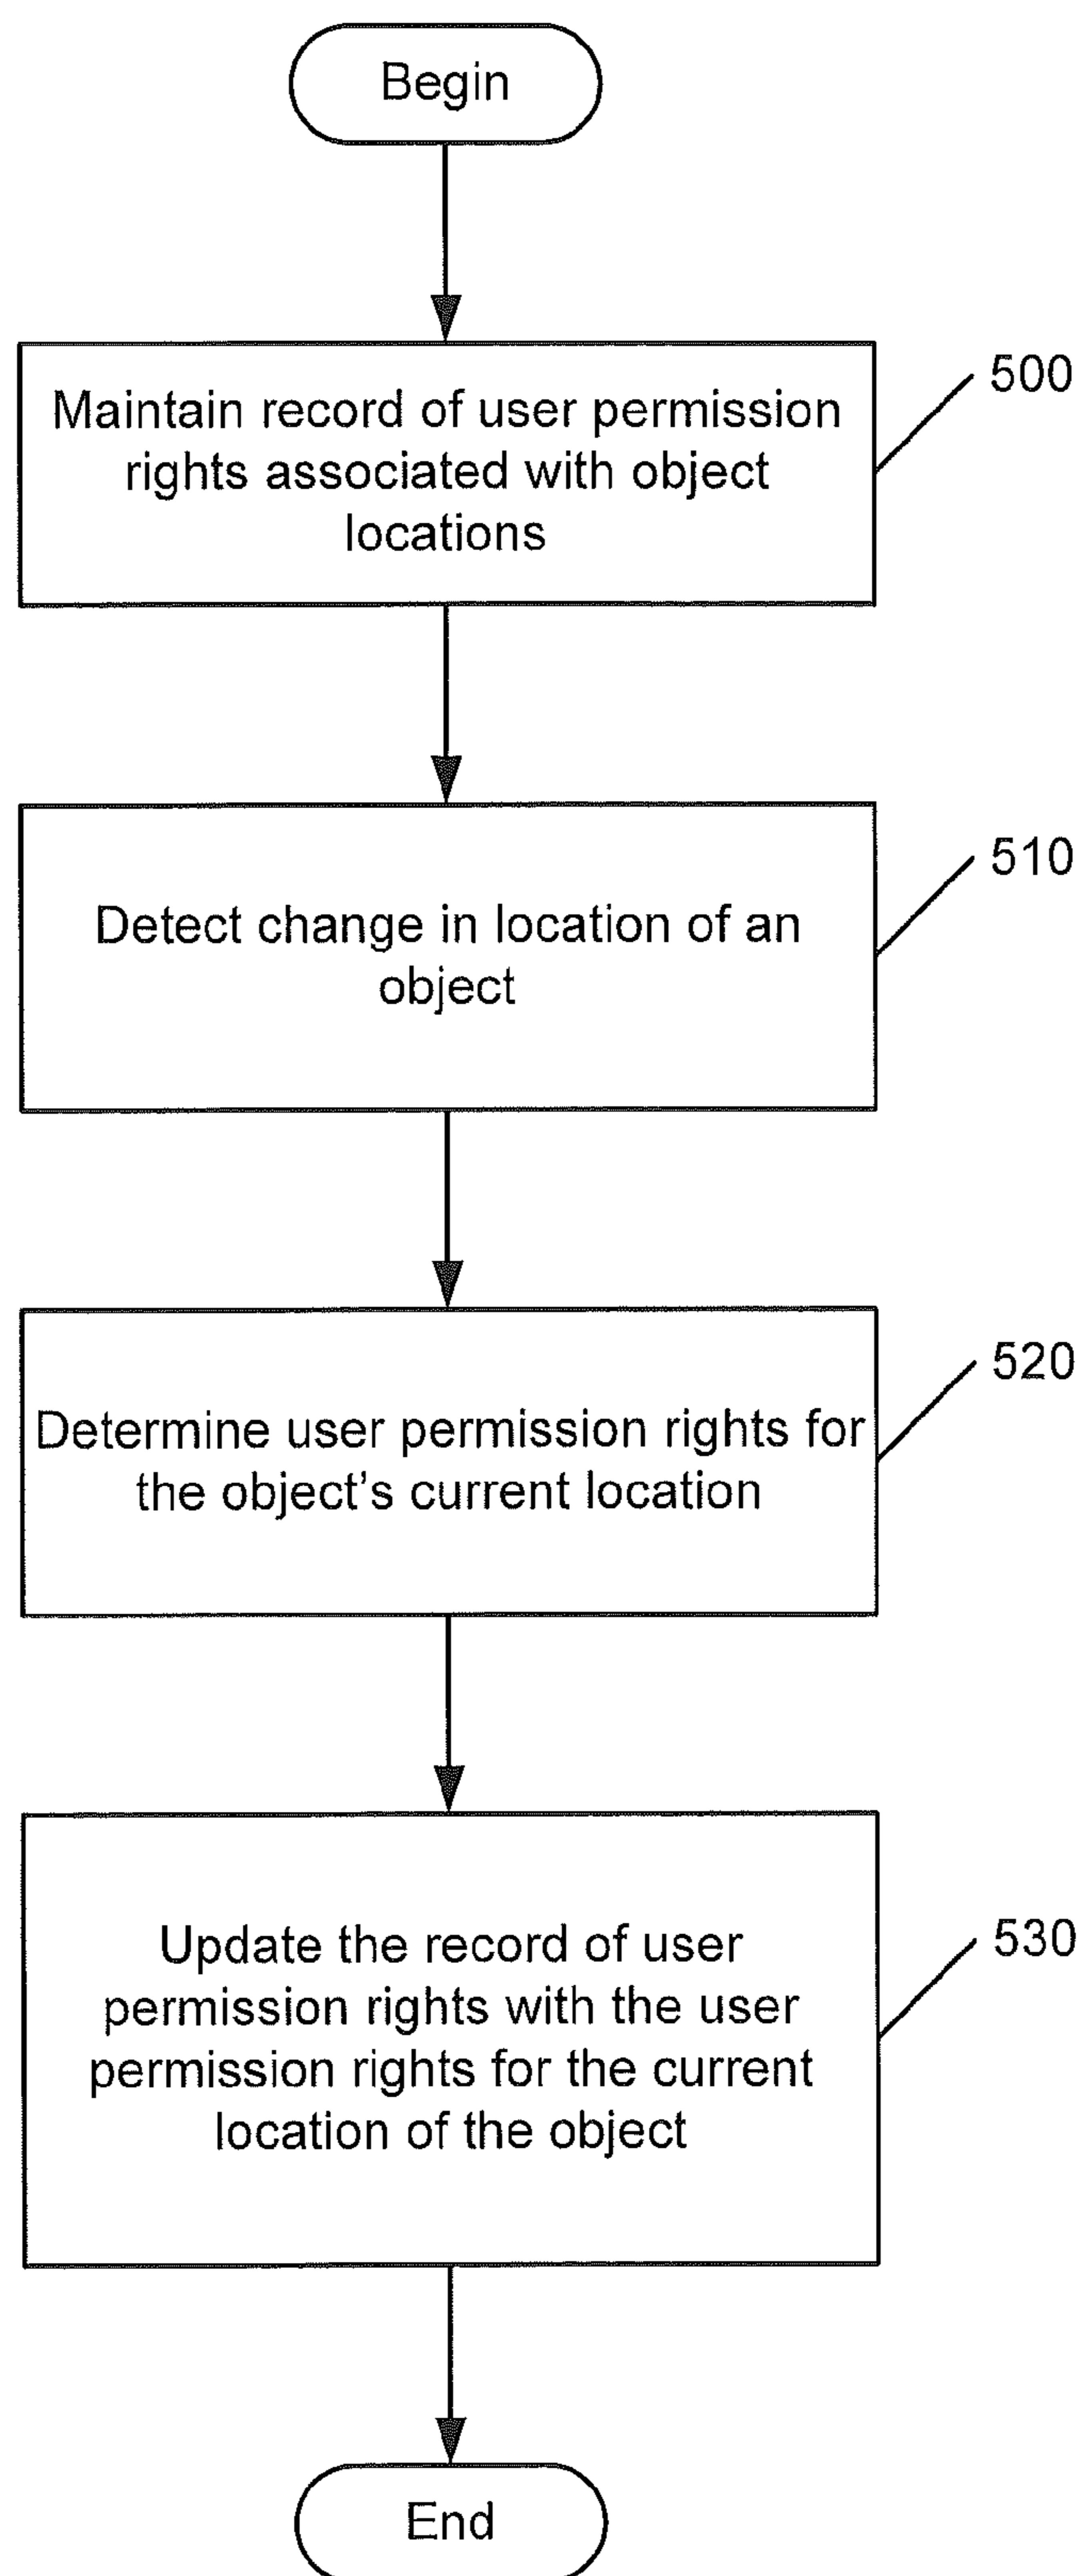 Begin
Maintain record of user permission
rights associated with object
locations
500
Detect change in location of an
object
510
Determine user permission rights for
the object's current location
520
Update the record of user
permission rights with the user
permission rights for the current
location of the object
530
End